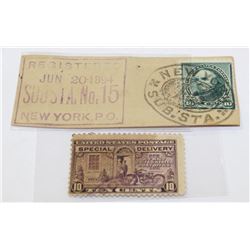 REGISTERED
JUN 20 1894
SUB STA. No. 15
NEW YORK, P.O.
NEW
SUB. STA.
UNITED STATES POSTAGE
SPECIAL DELIVERY
10 TEN CENTS 10